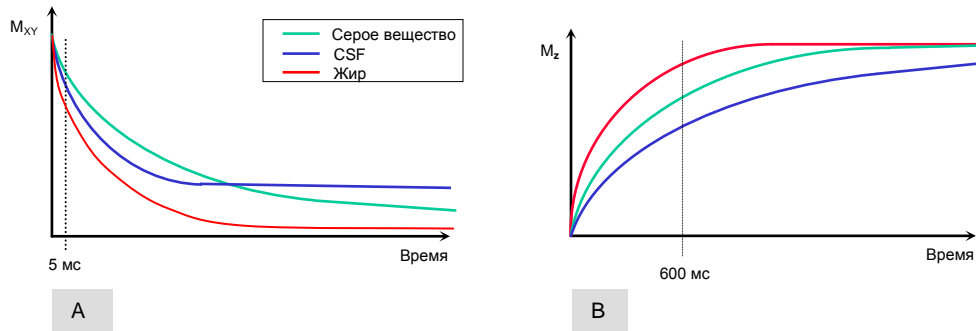 M_XY
Серое вещество
CSF
Жир
Время
5 мс
A
M_z
Время
600 мс
B